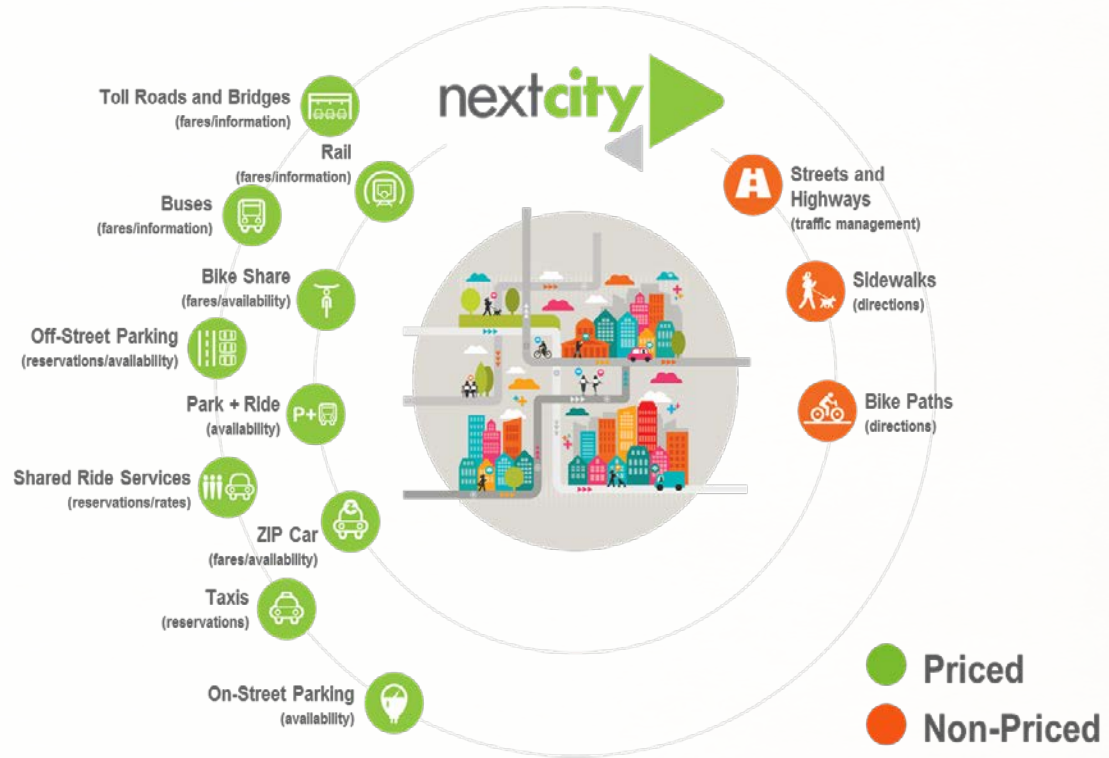 nextcity
Toll Roads and Bridges
(fares/information)
Rail
(fares/information)
Buses
(fares/information)
Bike Share
(fares/availability)
Off-Street Parking
(reservations/availability)
Park + Ride
(availability)
P+
Shared Ride Services
(reservations/rates)
ZIP Car
(fares/availability)
Taxis
(reservations)
On-Street Parking
(availability)
Streets and
Highways
(traffic management)
Sidewalks
(directions)
Bike Paths
(directions)
Priced
Non-Priced